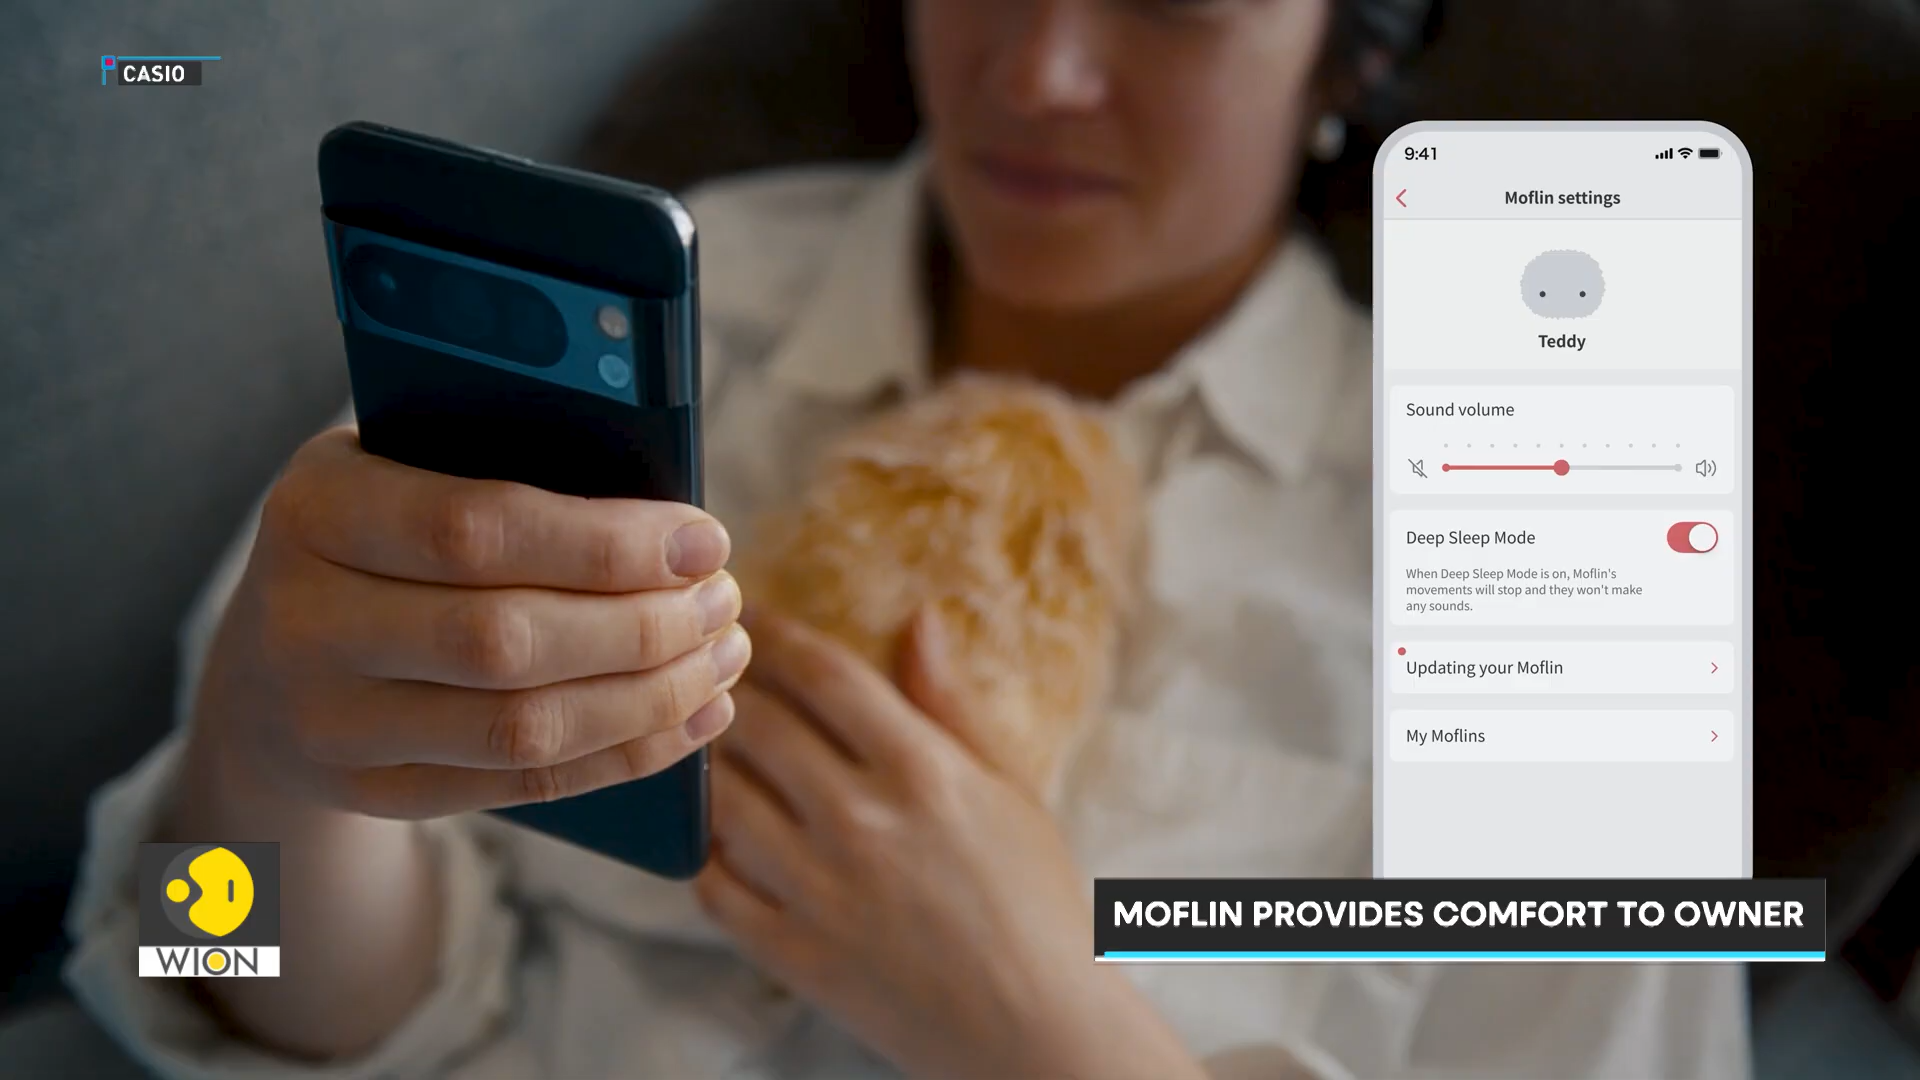 CASIO
9:41
Moflin settings
Teddy
Sound volume
Deep Sleep Mode
When Deep Sleep Mode is on, Moflin's
movements will stop and they won't make
any sounds.
Updating your Moflin
My Moflins
MOFLIN PROVIDES COMFORT TO OWNER
WION